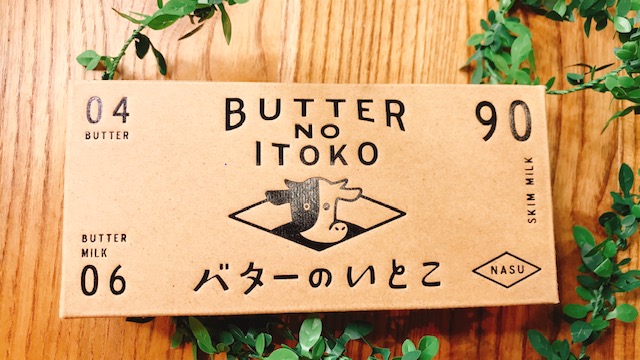 04
BUTTER
BUTTER
NO
ITOKO
90
SKIM MILK
BUTTER
MILK
06
バターのいとこ
NASU